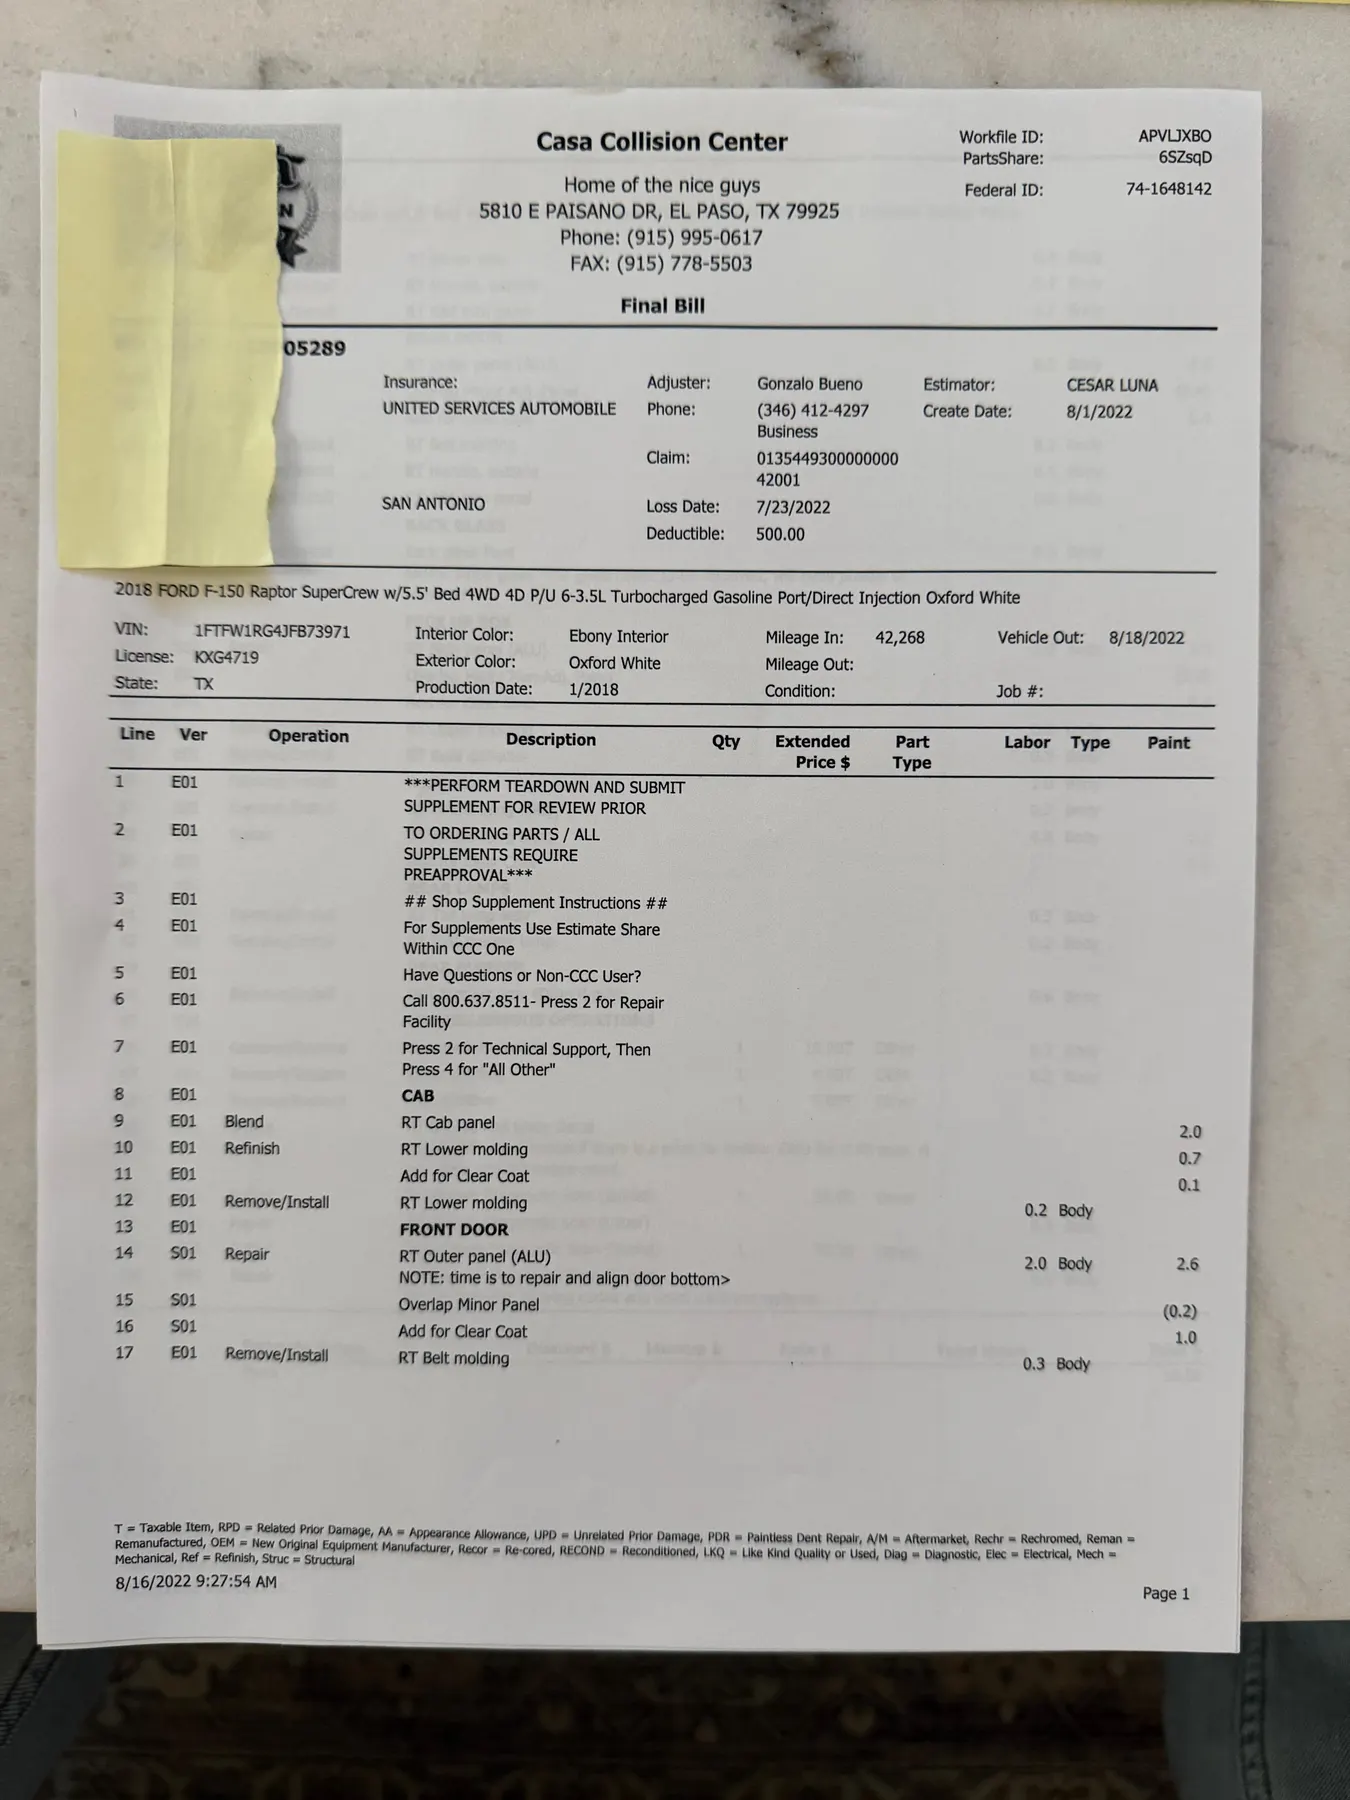 Casa Collision Center
Home of the nice guys
5810 E PAISANO DR, EL PASO, TX 79925
Phone: (915) 995-0617
FAX: (915) 778-5503
Final Bill
Workfile ID: APVLJXBO
PartsShare: 6SZsqD
Federal ID: 74-1648142
05289
Insurance:
UNITED SERVICES AUTOMOBILE
SAN ANTONIO
Adjuster: Gonzalo Bueno
Phone: (346) 412-4297
Business
Claim: 0135449300000000
42001
Loss Date: 7/23/2022
Deductible: 500.00
Estimator: CESAR LUNA
Create Date: 8/1/2022
2018 FORD F-150 Raptor SuperCrew w/5.5' Bed 4WD 4D P/U 6-3.5L Turbocharged Gasoline Port/Direct Injection Oxford White
VIN: 1FTFW1RG4JFB73971 Interior Color: Ebony Interior Mileage In: 42,268 Vehicle Out: 8/18/2022
License: KXG4719 Exterior Color: Oxford White Mileage Out:
State: TX Production Date: 1/2018 Condition: Job #:
Line Ver Operation Description Qty Extended Price $ Part Type Labor Type Paint
1 E01 ***PERFORM TEARDOWN AND SUBMIT
SUPPLEMENT FOR REVIEW PRIOR
2 E01 TO ORDERING PARTS / ALL
SUPPLEMENTS REQUIRE
PREAPPROVAL***
3 E01 ## Shop Supplement Instructions ##
4 E01 For Supplements Use Estimate Share
Within CCC One
5 E01 Have Questions or Non-CCC User?
6 E01 Call 800.637.8511- Press 2 for Repair
Facility
7 E01 Press 2 for Technical Support, Then
Press 4 for "All Other"
8 E01 CAB
9 E01 Blend RT Cab panel 2.0
10 E01 Refinish RT Lower molding 0.7
11 E01 Add for Clear Coat 0.1
12 E01 Remove/Install RT Lower molding 0.2 Body
13 E01 FRONT DOOR
14 S01 Repair RT Outer panel (ALU) 2.0 Body 2.6
NOTE: time is to repair and align door bottom>
15 S01 Overlap Minor Panel (0.2)
16 S01 Add for Clear Coat 1.0
17 E01 Remove/Install RT Belt molding 0.3 Body
T = Taxable Item, RPD = Related Prior Damage, AA = Appearance Allowance, UPD = Unrelated Prior Damage, PDR = Paintless Dent Repair, A/M = Aftermarket, Rechr = Rechromed, Reman =
Remanufactured, OEM = New Original Equipment Manufacturer, Recor = Re-cored, RECOND = Reconditioned, LKQ = Like Kind Quality or Used, Diag = Diagnostic, Elec = Electrical, Mech =
Mechanical, Ref = Refinish, Struc = Structural
8/16/2022 9:27:54 AM
Page 1